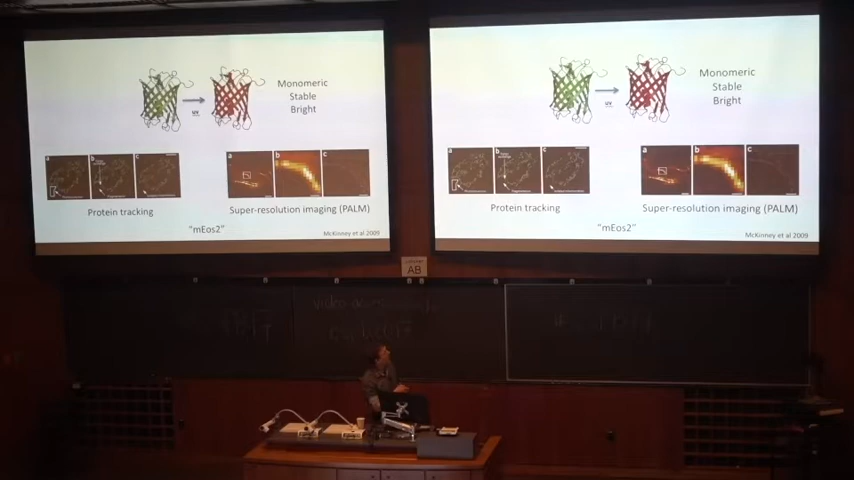 Monomeric
Stable
Bright
UV
a b c
a b c
Protein tracking
Super-resolution imaging (PALM)
"mEos2"
McKinney et al 2009
Monomeric
Stable
Bright
UV
a b c
a b c
Protein tracking
Super-resolution imaging (PALM)
"mEos2"
McKinney et al 2009
AB
video